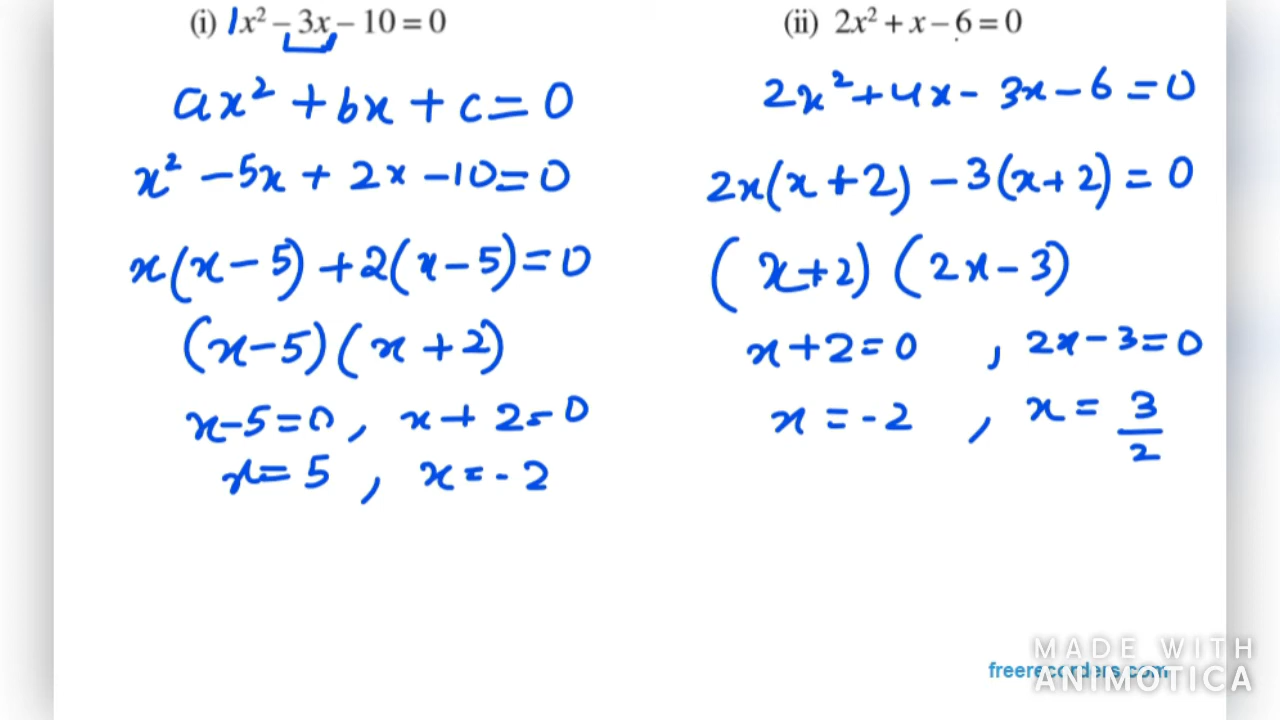 (i) 1x² − 3x − 10 = 0
ax² + bx + c = 0
x² − 5x + 2x − 10 = 0
x(x − 5) + 2(x − 5) = 0
(x − 5)(x + 2)
x − 5 = 0 , x + 2 = 0
x = 5 , x = - 2
(ii) 2x² + x − 6 = 0
2x² + 4x − 3x − 6 = 0
2x(x + 2) − 3(x + 2) = 0
(x + 2) (2x − 3)
x + 2 = 0 , 2x − 3 = 0
x = - 2 , x = 3/2
MADE WITH
freerecorders.com
ANIMOTICA